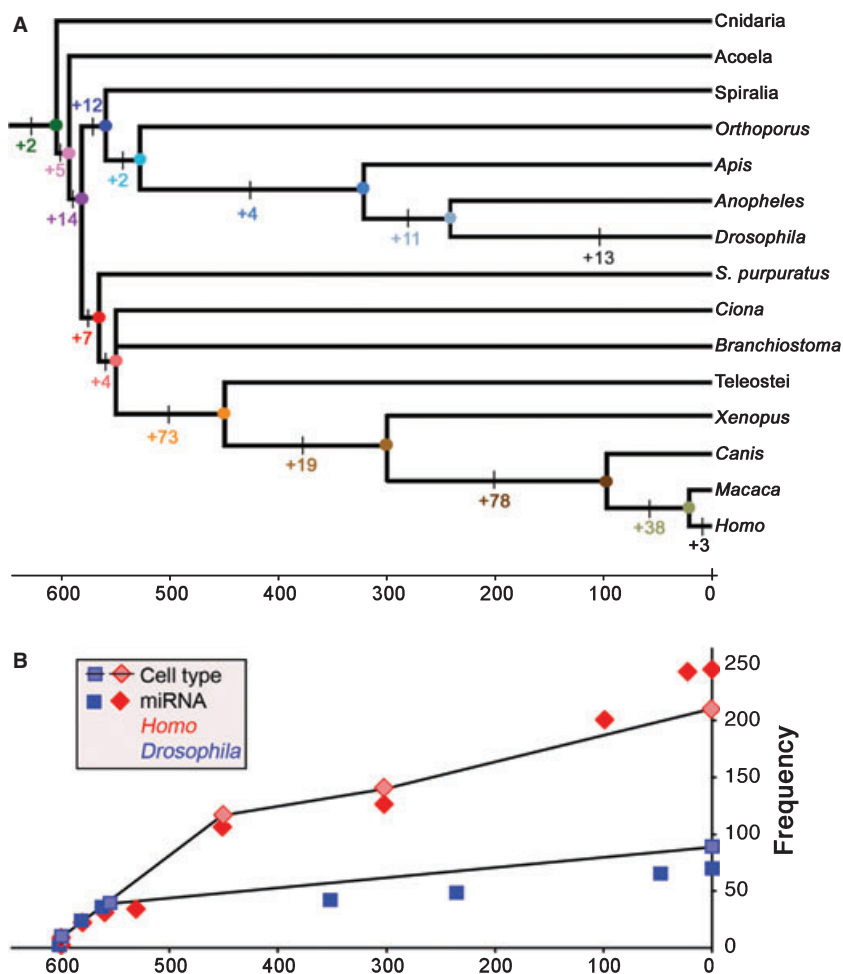 A
Cnidaria
Acoela
Spiralia
+12
Orthoporus
+2
+5
+2
Apis
+14
+4
Anopheles
+11
Drosophila
+13
S. purpuratus
+7
Ciona
+4
Branchiostoma
Teleostei
+73
Xenopus
+19
Canis
+78
Macaca
+38
Homo
+3
600 500 400 300 200 100 0
B
Cell type
miRNA
Homo
Drosophila
250
200
150
100
50
0
Frequency
600 500 400 300 200 100 0